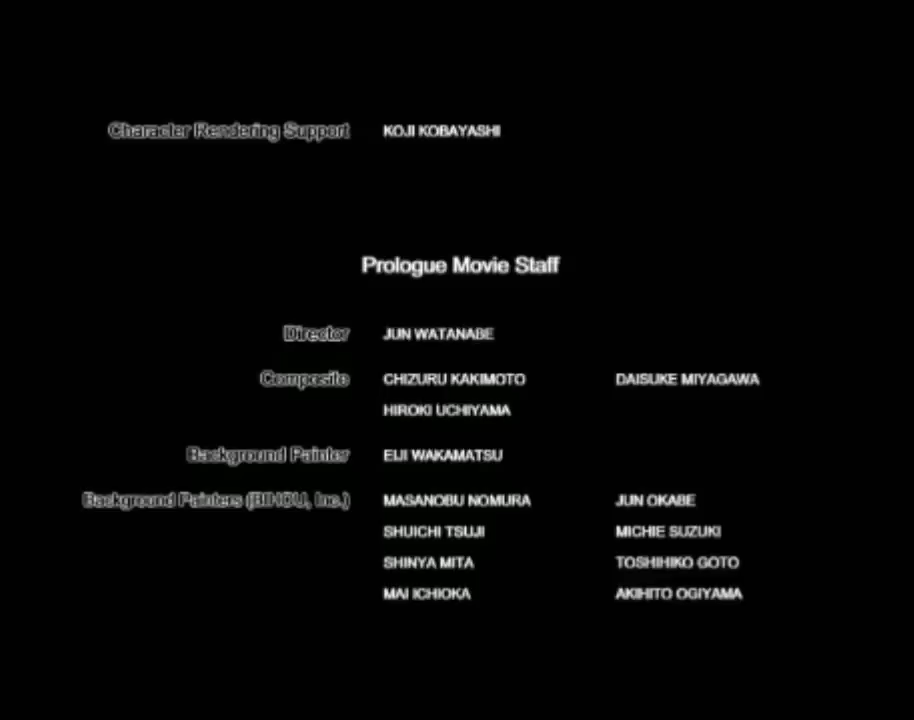 Character Rendering Support KOJI KOBAYASHI
Prologue Movie Staff
Director JUN WATANABE
Composite CHIZURU KAKIMOTO DAISUKE MIYAGAWA
HIROKI UCHIYAMA
Background Painter EIJI WAKAMATSU
Background Painters (BIHOU, Inc.) MASANOBU NOMURA JUN OKABE
SHUICHI TSUJI MICHIE SUZUKI
SHINYA MITA TOSHIHIKO GOTO
MAI ICHIOKA AKIHITO OGIYAMA